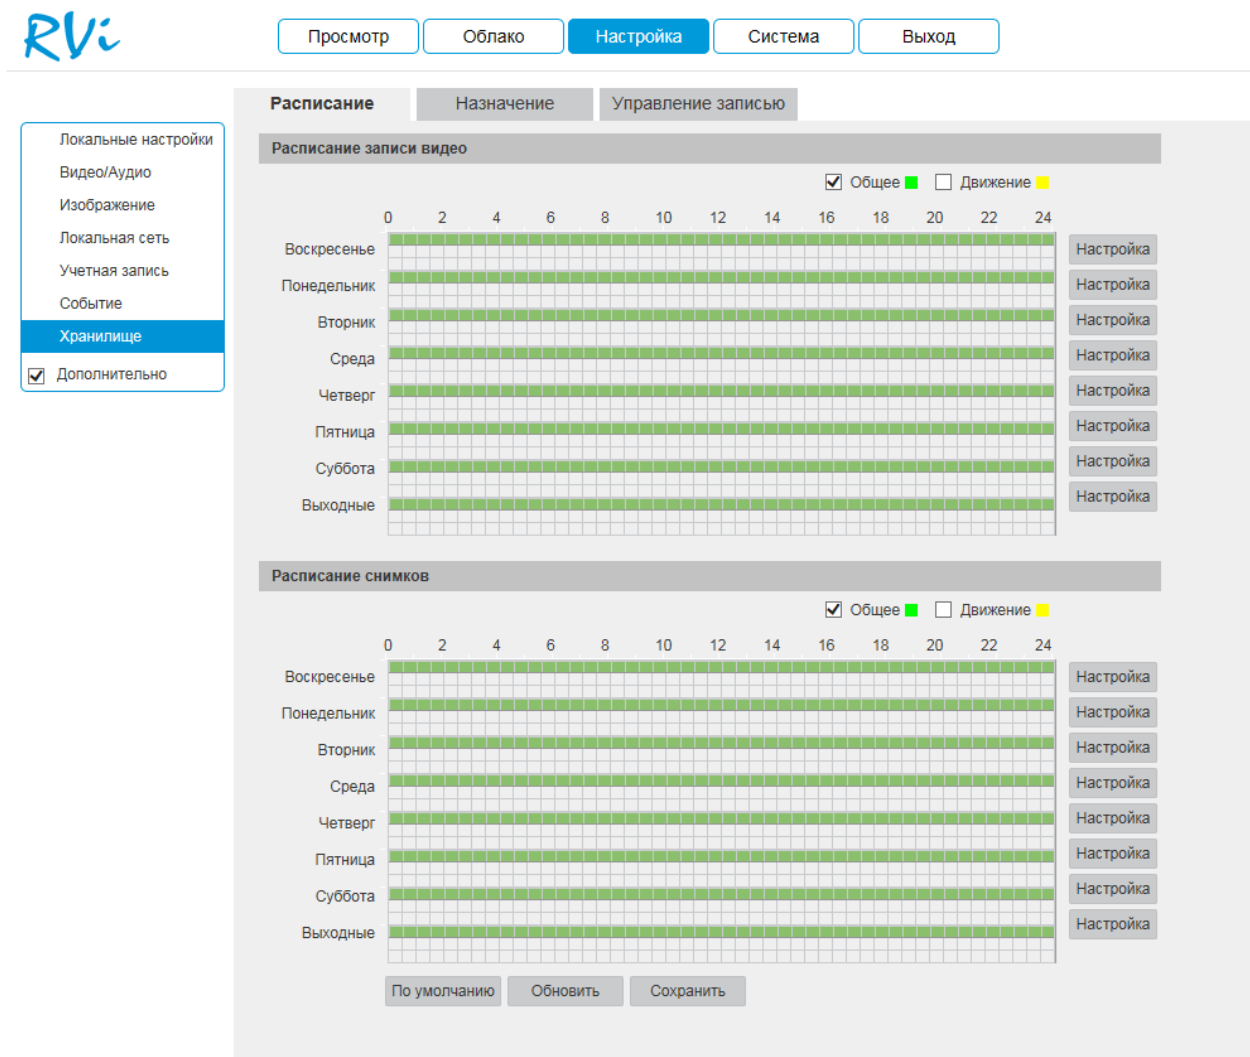 RVi
Просмотр Облако Настройка Система Выход
Расписание Назначение Управление записью
Локальные настройки
Видео/Аудио
Изображение
Локальная сеть
Учетная запись
Событие
Хранилище
Дополнительно
Расписание записи видео
Общее Движение
0 2 4 6 8 10 12 14 16 18 20 22 24
Воскресенье Настройка
Понедельник Настройка
Вторник Настройка
Среда Настройка
Четверг Настройка
Пятница Настройка
Суббота Настройка
Выходные Настройка
Расписание снимков
Общее Движение
0 2 4 6 8 10 12 14 16 18 20 22 24
Воскресенье Настройка
Понедельник Настройка
Вторник Настройка
Среда Настройка
Четверг Настройка
Пятница Настройка
Суббота Настройка
Выходные Настройка
По умолчанию Обновить Сохранить